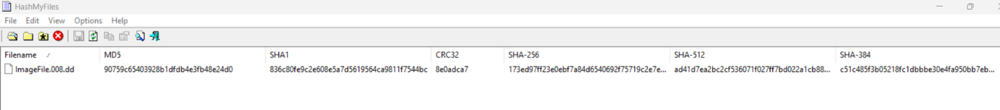 HashMyFiles
File Edit View Options Help
Filename MD5 SHA1 CRC32 SHA-256 SHA-512 SHA-384
ImageFile.008.dd 90759c65403928b1dfdb4e3fb48e24d0 836c80fe9c2e608e5a7d5619564ca9811f7544bc 8e0adca7 173ed97ff23e0ebf7a84d6540692f75719c2e7e... ad41d7ea2bc2cf536071f027ff7bd022a1cb88... c51c485f3b05218fc1dbbbe30e4fa950bb7eb...